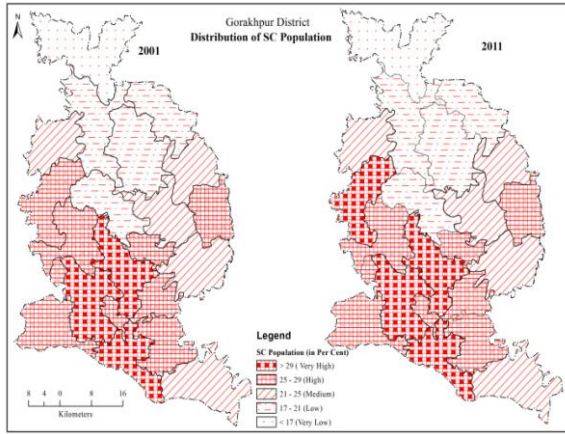 Gorakhpur District
Distribution of SC Population
N
2001
2011
Legend
SC Population (in Per Cent)
> 29 ( Very High)
25 - 29 (High)
21 - 25 (Medium)
17 - 21 (Low)
< 17 (Very Low)
8 4 0 8 16
Kilometers